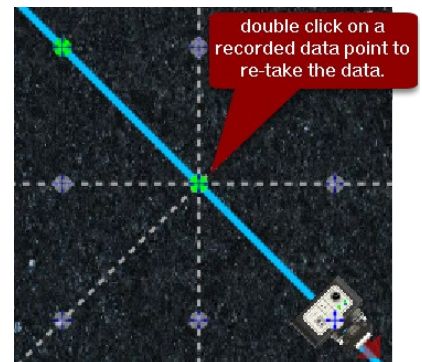 double click on a
recorded data point to
re-take the data.